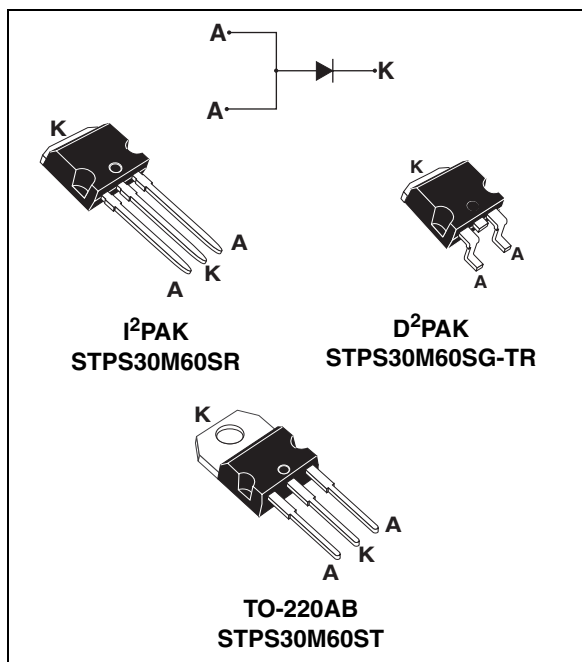 A
K
A
K
A
K
A
I²PAK
STPS30M60SR
K
A
A
D²PAK
STPS30M60SG-TR
K
A
K
A
TO-220AB
STPS30M60ST